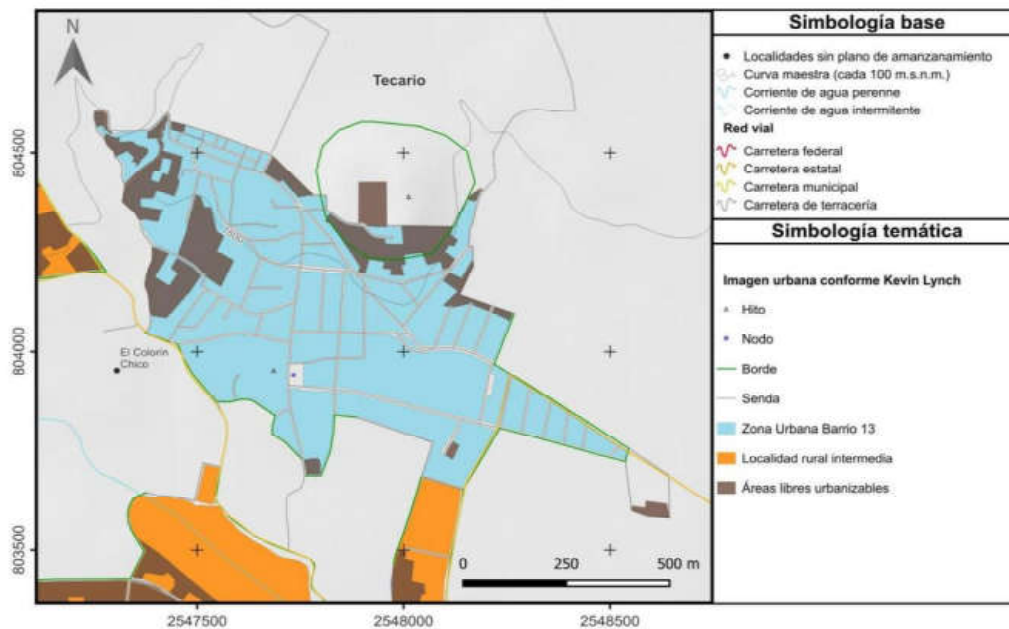 N
Tecario
1600
El Colorín
Chico
804500
804000
803500
2547500
2548000
2548500
0 250 500 m
Simbología base
Localidades sin plano de amanzanamiento
Curva maestra (cada 100 m.s.n.m.)
Corriente de agua perenne
Corriente de agua intermitente
Red vial
Carretera federal
Carretera estatal
Carretera municipal
Carretera de terracería
Simbología temática
Imagen urbana conforme Kevin Lynch
Hito
Nodo
Borde
Senda
Zona Urbana Barrio 13
Localidad rural intermedia
Áreas libres urbanizables